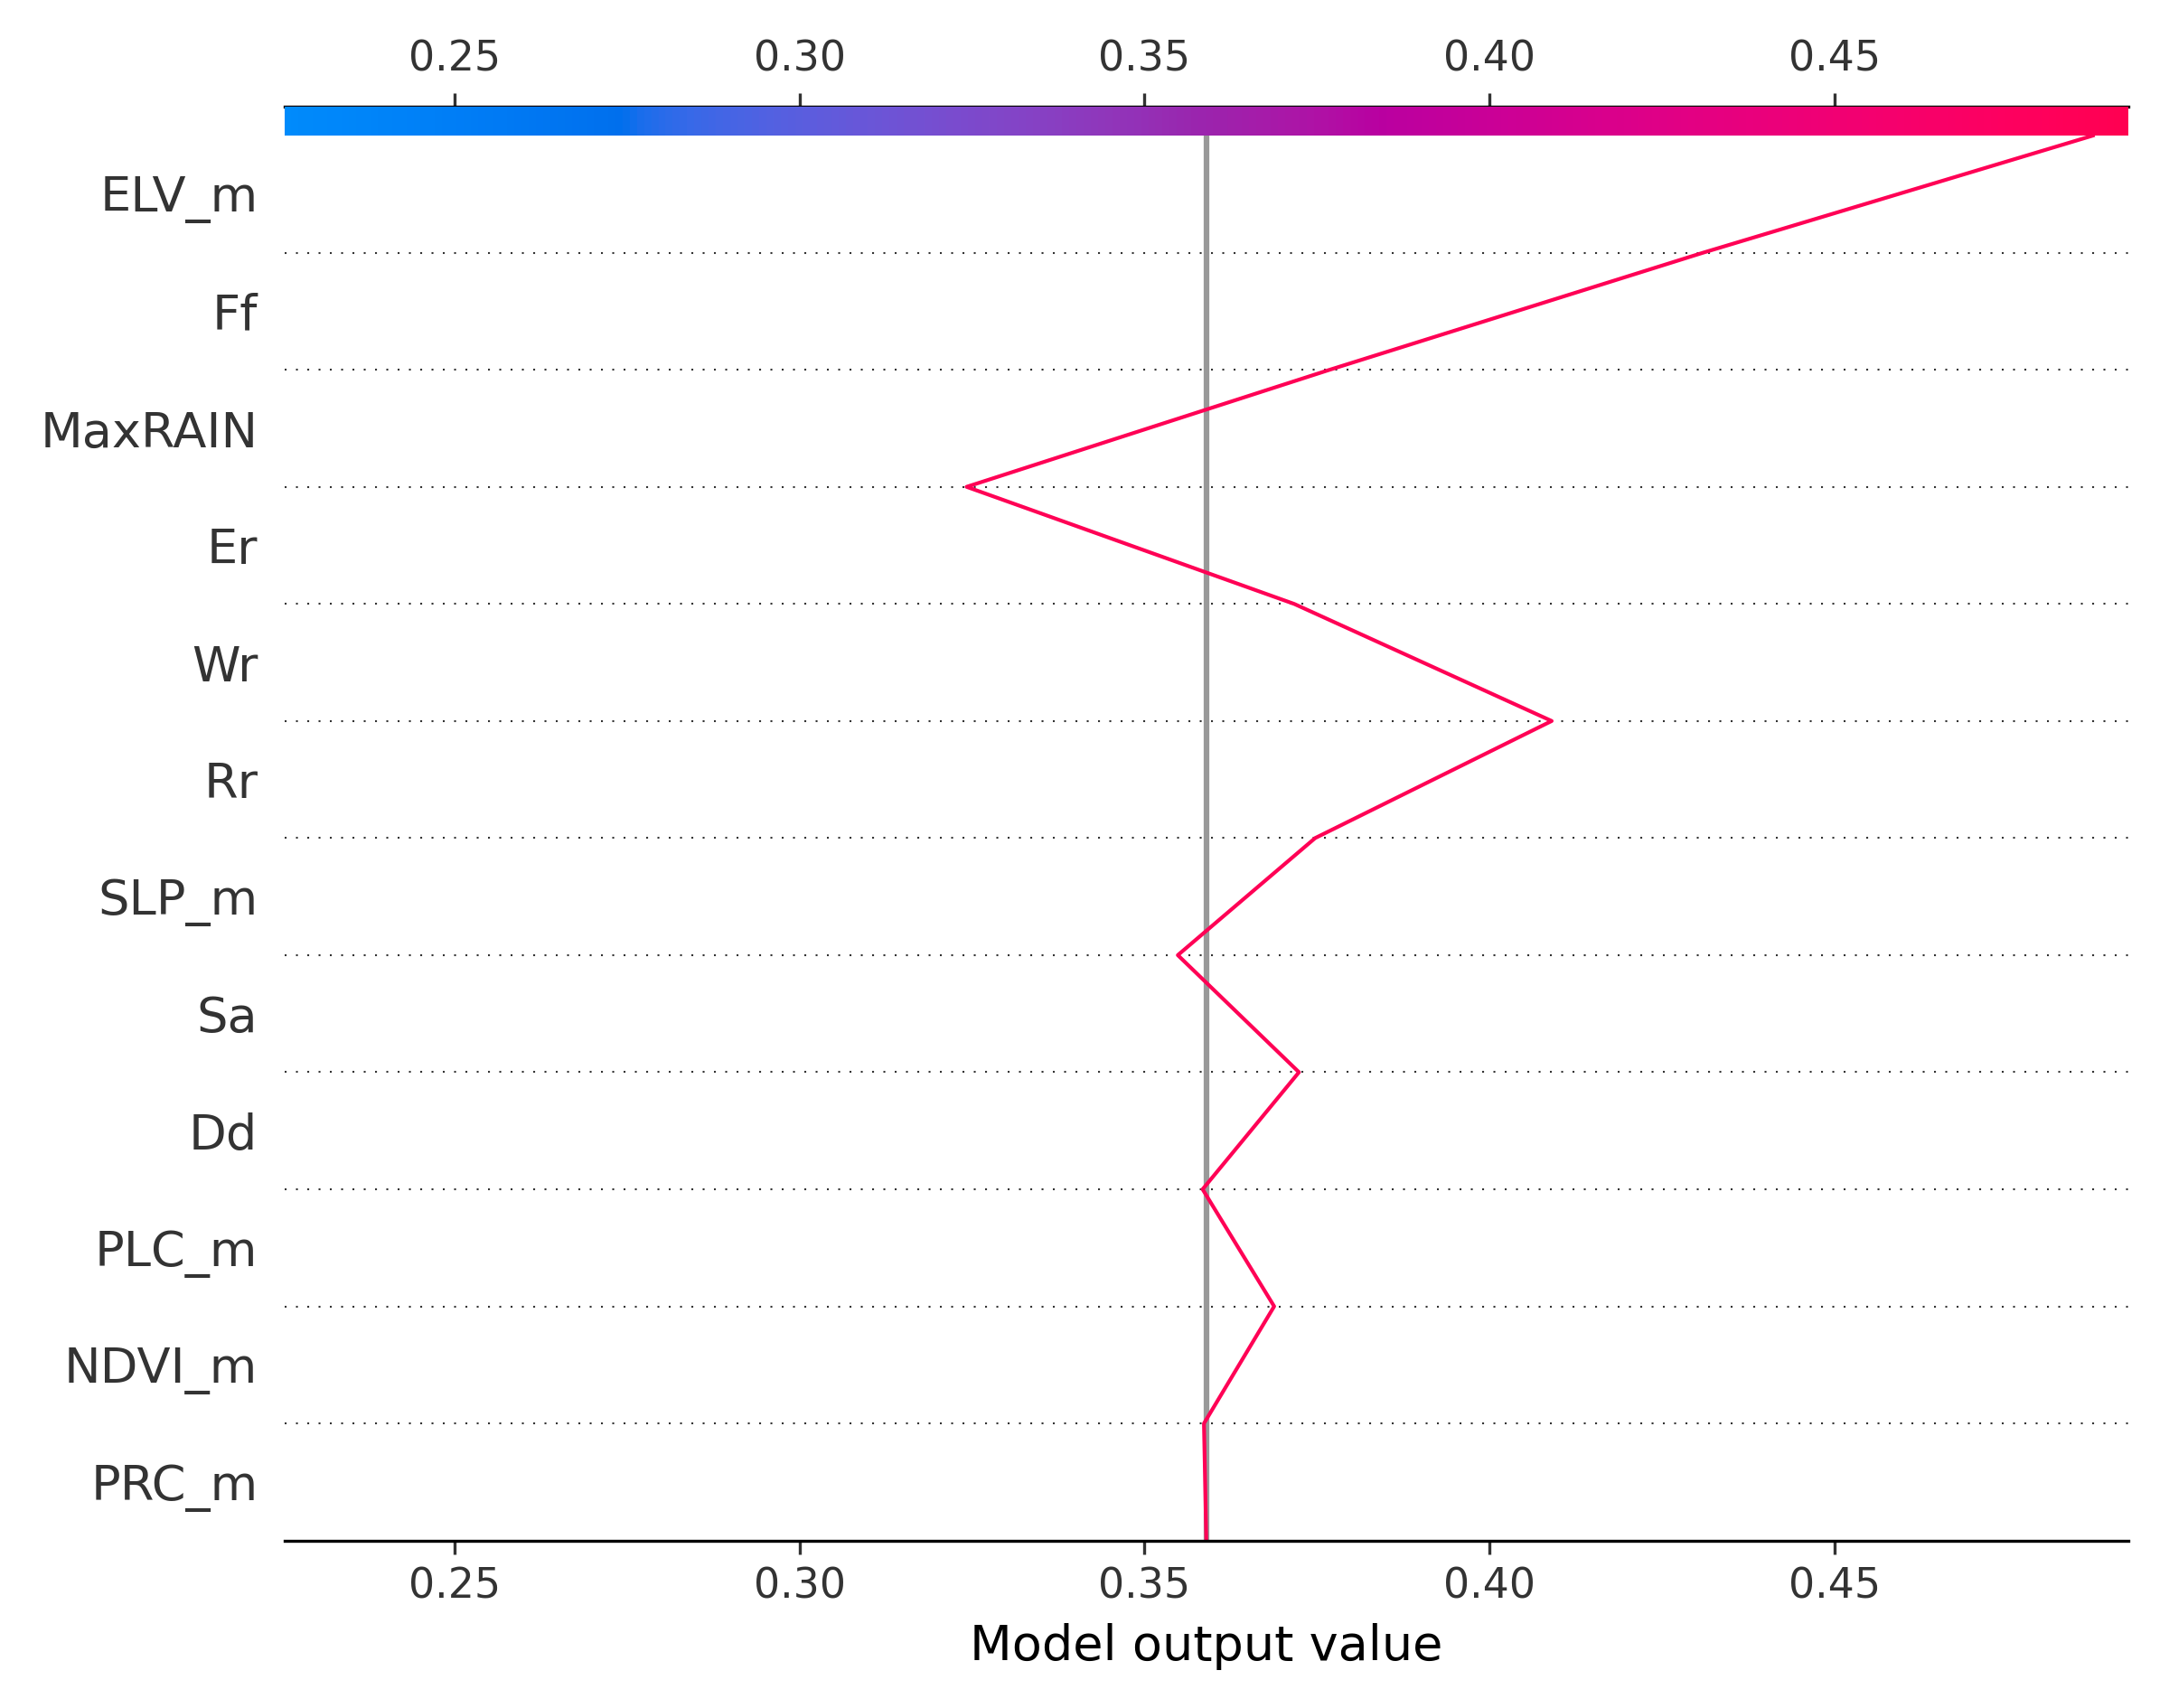 0.25 0.30 0.35 0.40 0.45
ELV_m
Ff
MaxRAIN
Er
Wr
Rr
SLP_m
Sa
Dd
PLC_m
NDVI_m
PRC_m
0.25 0.30 0.35 0.40 0.45
Model output value